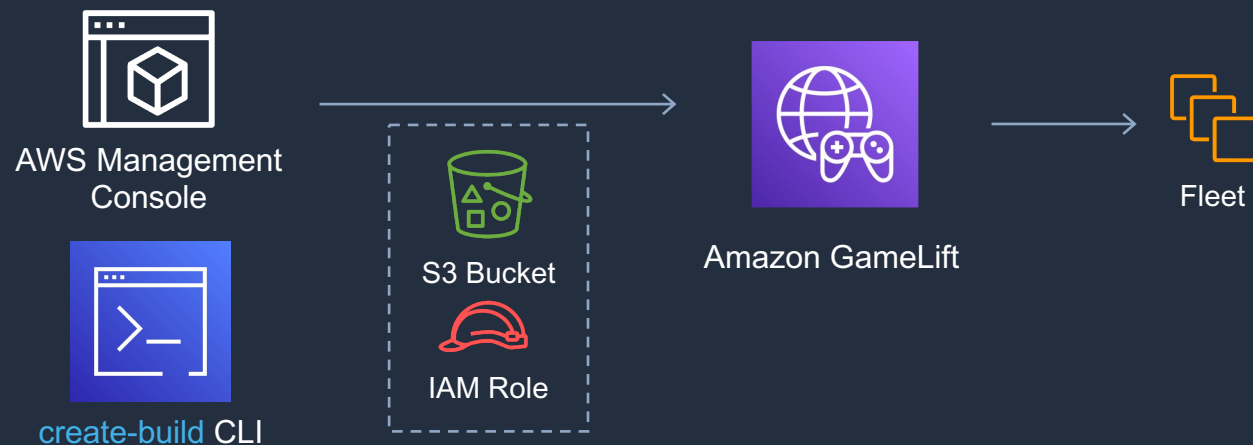 AWS Management
Console
create-build CLI
S3 Bucket
IAM Role
Amazon GameLift
Fleet